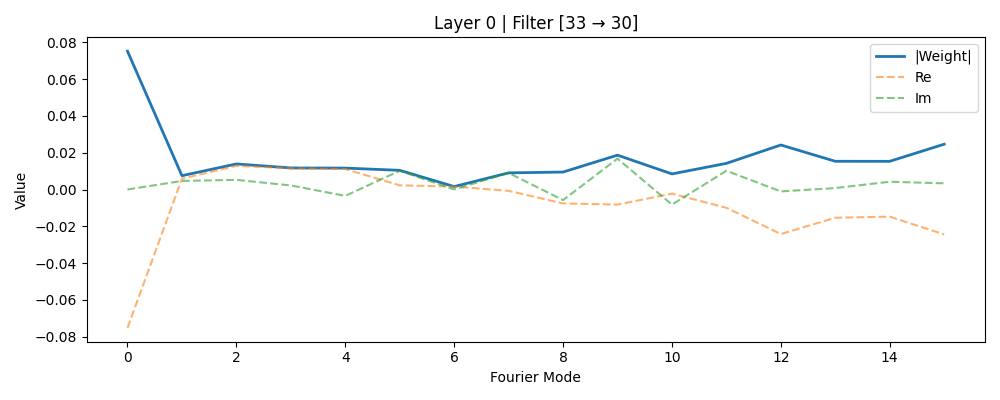 Layer 0 | Filter [33 → 30]
Value
0.08
0.06
0.04
0.02
0.00
−0.02
−0.04
−0.06
−0.08
|Weight|
Re
Im
0 2 4 6 8 10 12 14
Fourier Mode